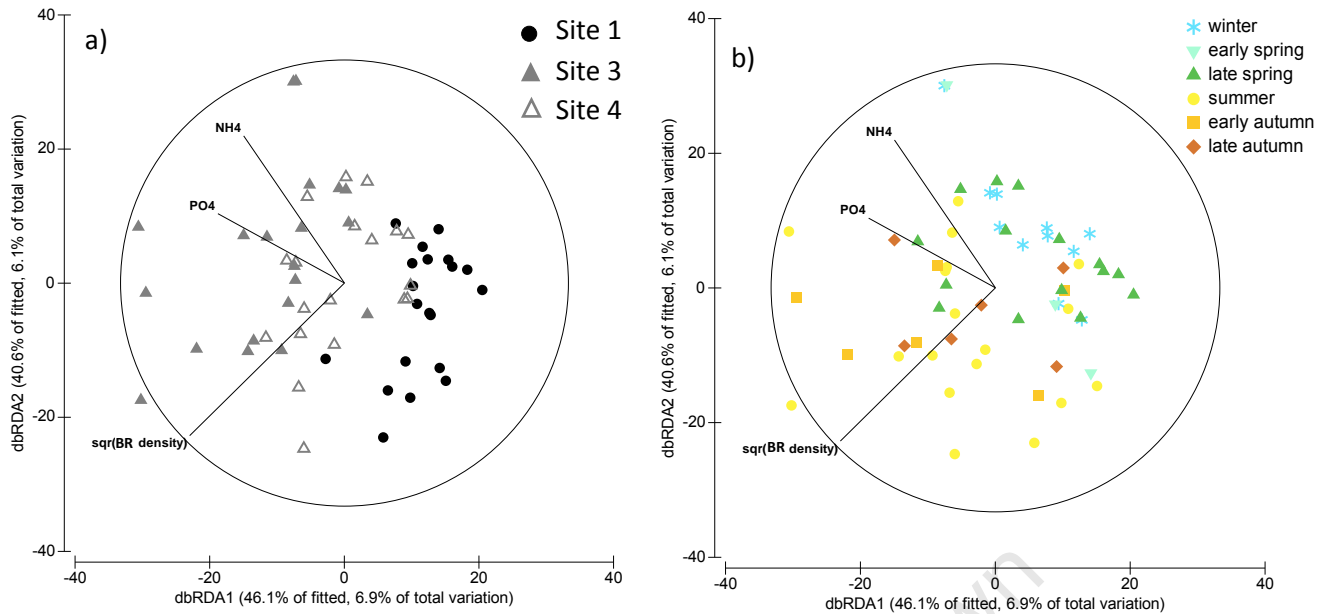 a)
Site 1
Site 3
Site 4
40
20
0
-20
-40
NH4
PO4
sqr(BR density)
dbRDA2 (40.6% of fitted, 6.1% of total variation)
-40
-20
0
20
40
dbRDA1 (46.1% of fitted, 6.9% of total variation)
b)
winter
early spring
late spring
summer
early autumn
late autumn
40
20
0
-20
-40
NH4
PO4
sqr(BR density)
dbRDA2 (40.6% of fitted, 6.1% of total variation)
-40
-20
0
20
40
dbRDA1 (46.1% of fitted, 6.9% of total variation)